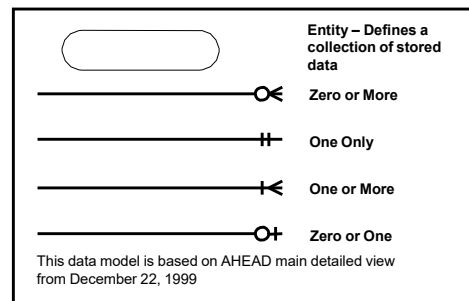 Entity – Defines a
collection of stored
data
Zero or More
One Only
One or More
Zero or One
This data model is based on AHEAD main detailed view
from December 22, 1999